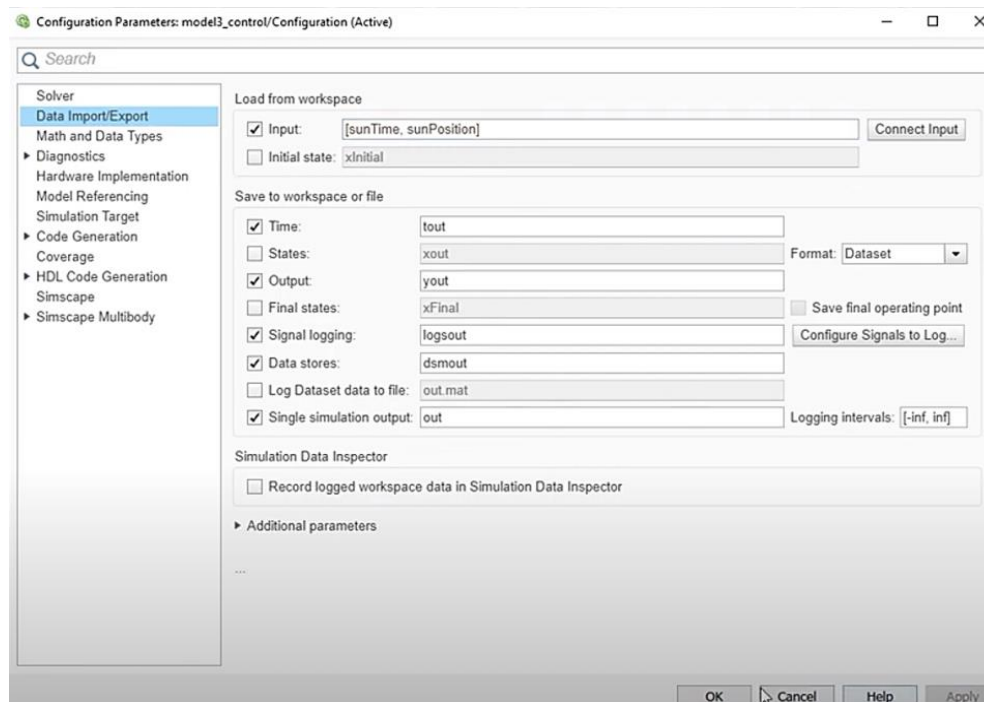 Configuration Parameters: model3_control/Configuration (Active)
Search
Solver
Data Import/Export
Math and Data Types
Diagnostics
Hardware Implementation
Model Referencing
Simulation Target
Code Generation
Coverage
HDL Code Generation
Simscape
Simscape Multibody
Load from workspace
Input: [sunTime, sunPosition] Connect Input
Initial state: xInitial
Save to workspace or file
Time: tout
States: xout Format: Dataset
Output: yout
Final states: xFinal Save final operating point
Signal logging: logsout Configure Signals to Log...
Data stores: dsmout
Log Dataset data to file: out.mat
Single simulation output: out Logging intervals: [-inf, inf]
Simulation Data Inspector
Record logged workspace data in Simulation Data Inspector
Additional parameters
...
OK Cancel Help Apply